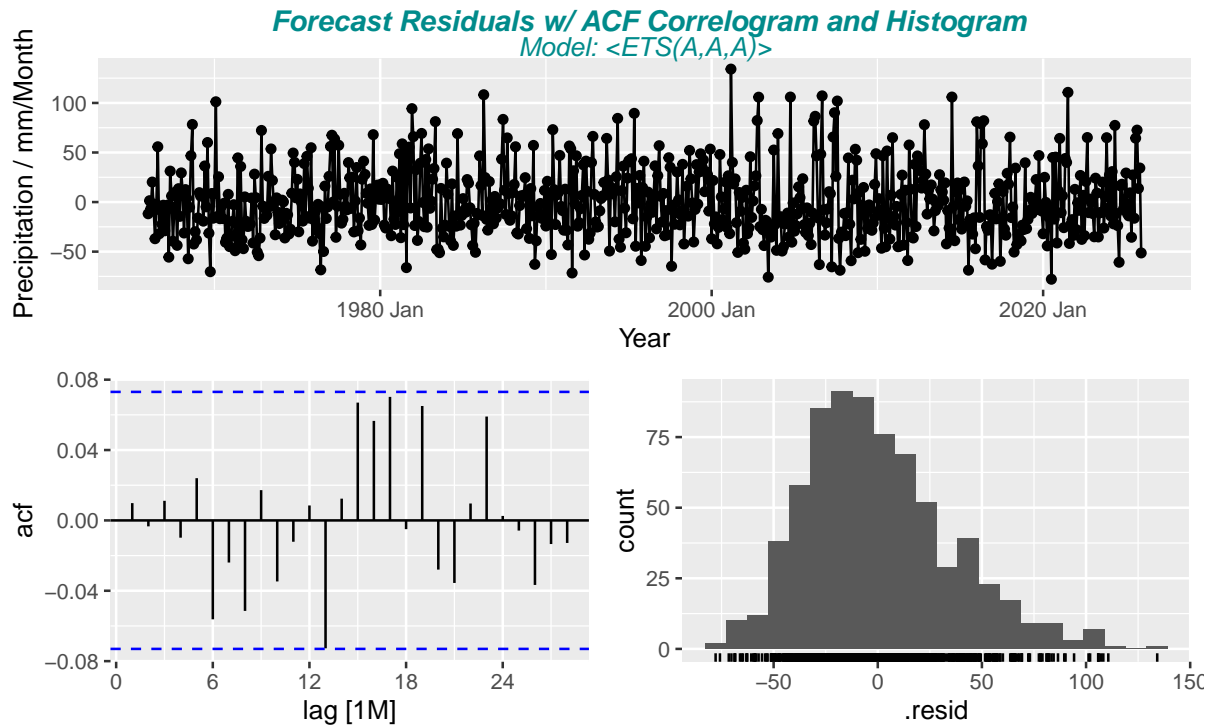 Forecast Residuals w/ ACF Correlogram and Histogram
Model: <ETS(A,A,A)>
Precipitation / mm/Month
100
50
0
−50
1980 Jan
2000 Jan
2020 Jan
Year
acf
0.08
0.04
0.00
−0.04
−0.08
0
6
12
18
24
lag [1M]
count
75
50
25
0
−50
0
50
100
150
.resid